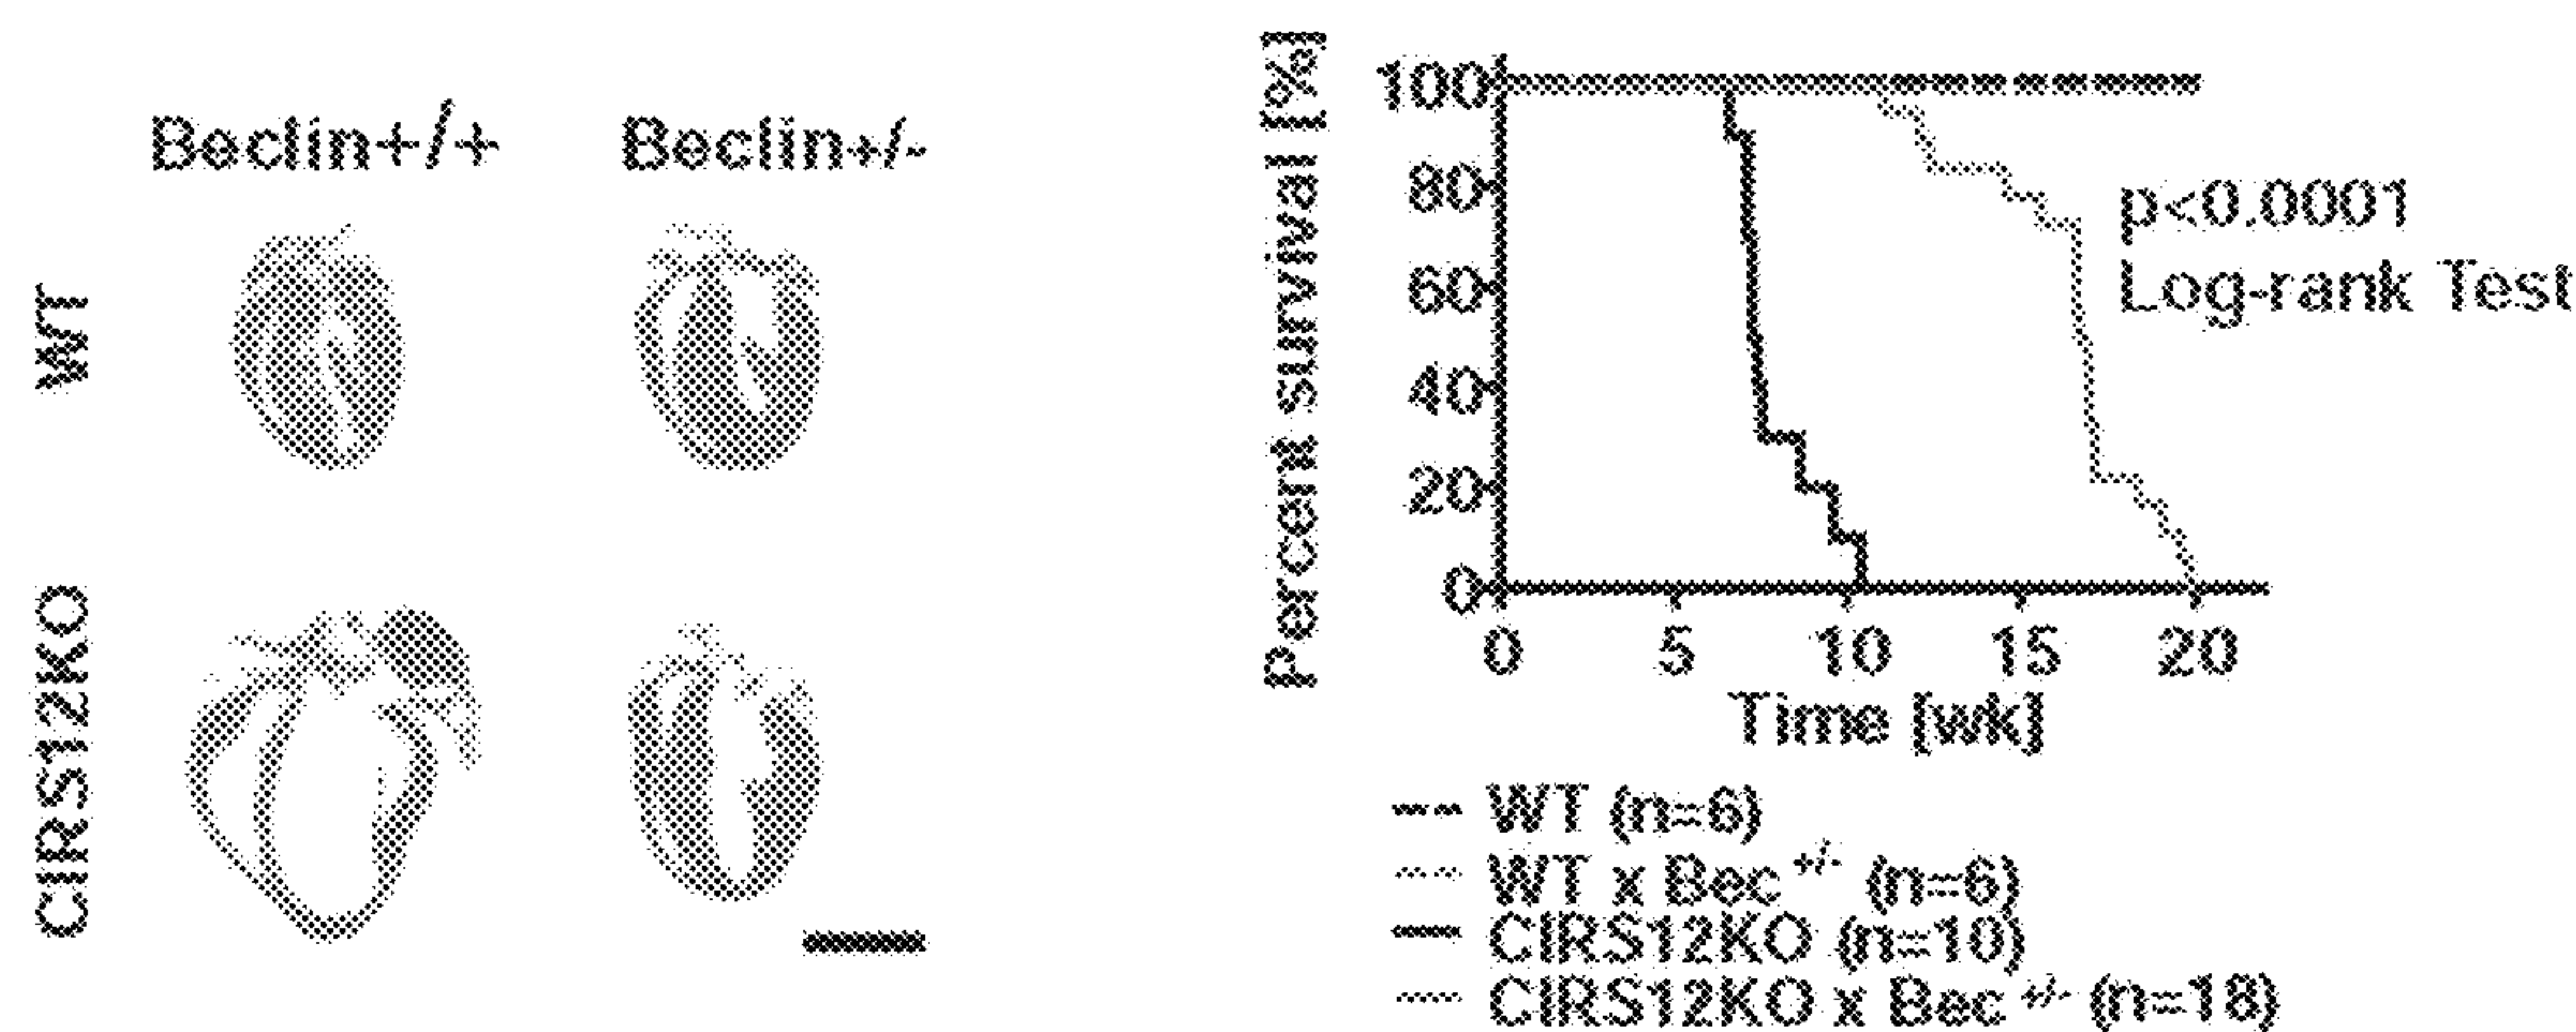 Beclin+/+ Beclin+/-
WT
CIRS12KO
Percent survival [%]
100
80
60
40
20
0
0 5 10 15 20
Time [wk]
p<0.0001
Log-rank Test
WT (n=6)
WT x Bec +/- (n=6)
CIRS12KO (n=10)
CIRS12KO x Bec +/- (n=18)